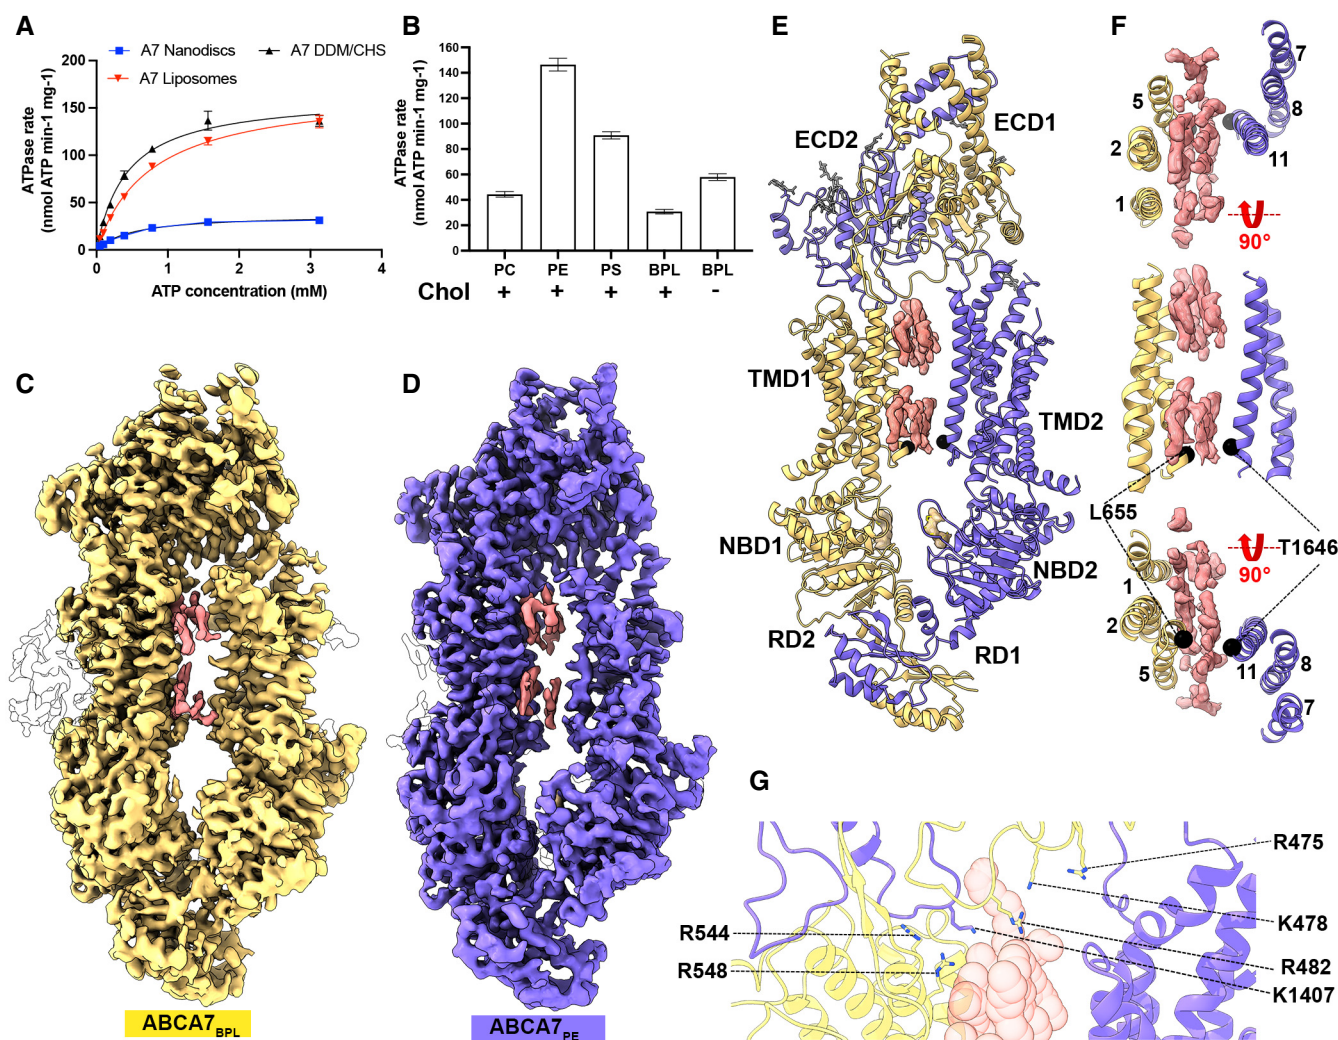 A
A7 Nanodiscs
A7 DDM/CHS
A7 Liposomes
ATPase rate
(nmol ATP min-1 mg-1)
200
150
100
50
0
0
1
2
3
4
ATP concentration (mM)
B
ATPase rate
(nmol ATP min-1 mg-1)
160
140
120
100
80
60
40
20
0
PC
PE
PS
BPL
BPL
Chol
+
+
+
+
-
C
ABCA7BPL
D
ABCA7PE
E
ECD2
ECD1
TMD1
TMD2
NBD1
NBD2
RD2
RD1
F
7
5
8
2
11
1
90°
L655
T1646
90°
1
2
5
11
8
7
G
R475
K478
R544
R482
R548
K1407